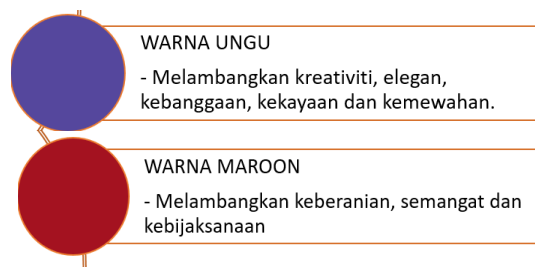 WARNA UNGU
- Melambangkan kreativiti, elegan,
kebanggaan, kekayaan dan kemewahan.
WARNA MAROON
- Melambangkan keberanian, semangat dan
kebijaksanaan